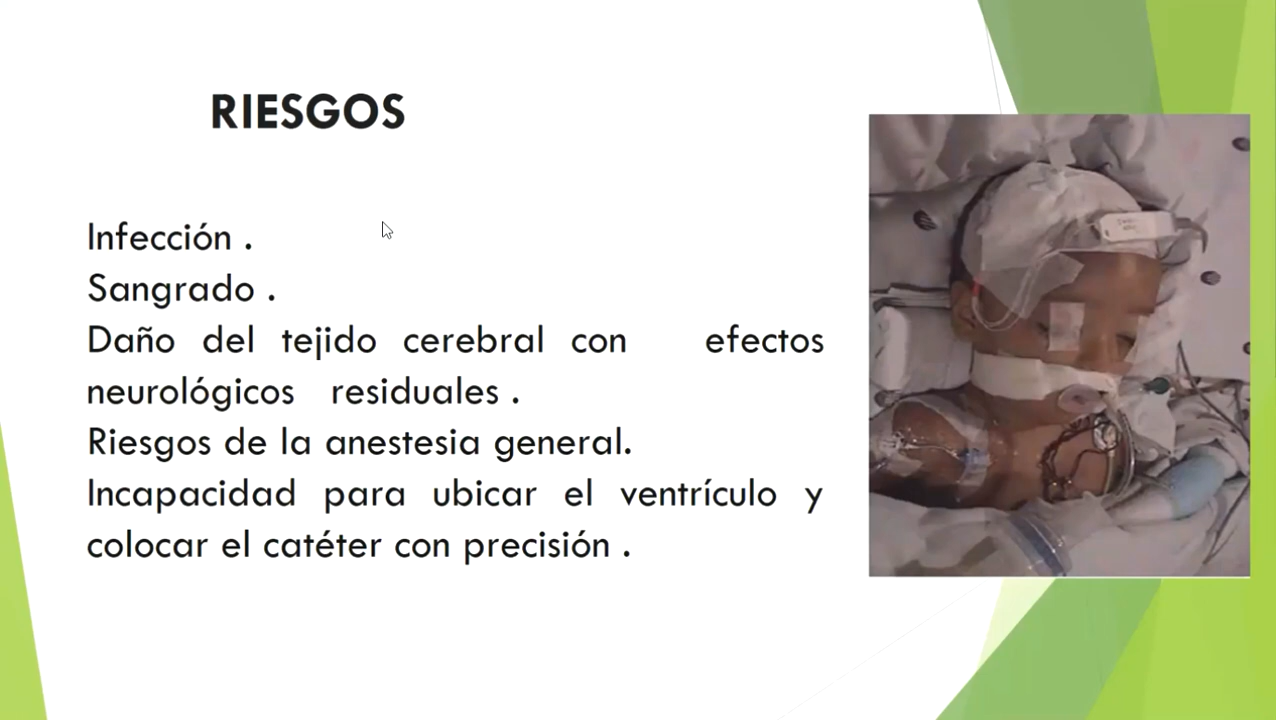 RIESGOS
Infección .
Sangrado .
Daño del tejido cerebral con efectos
neurológicos residuales .
Riesgos de la anestesia general.
Incapacidad para ubicar el ventrículo y
colocar el catéter con precisión .